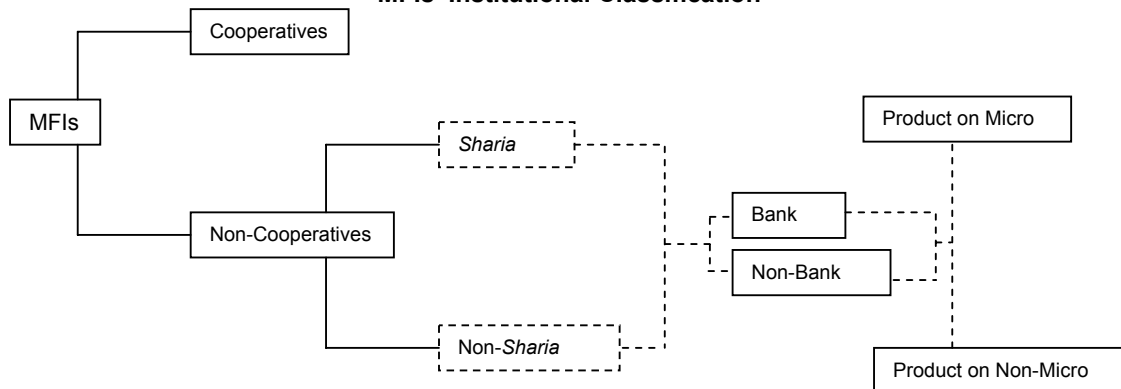 MFIs' Institutional Classification
Cooperatives
MFIs
Product on Micro
Sharia
Bank
Non-Cooperatives
Non-Bank
Non-Sharia
Product on Non-Micro